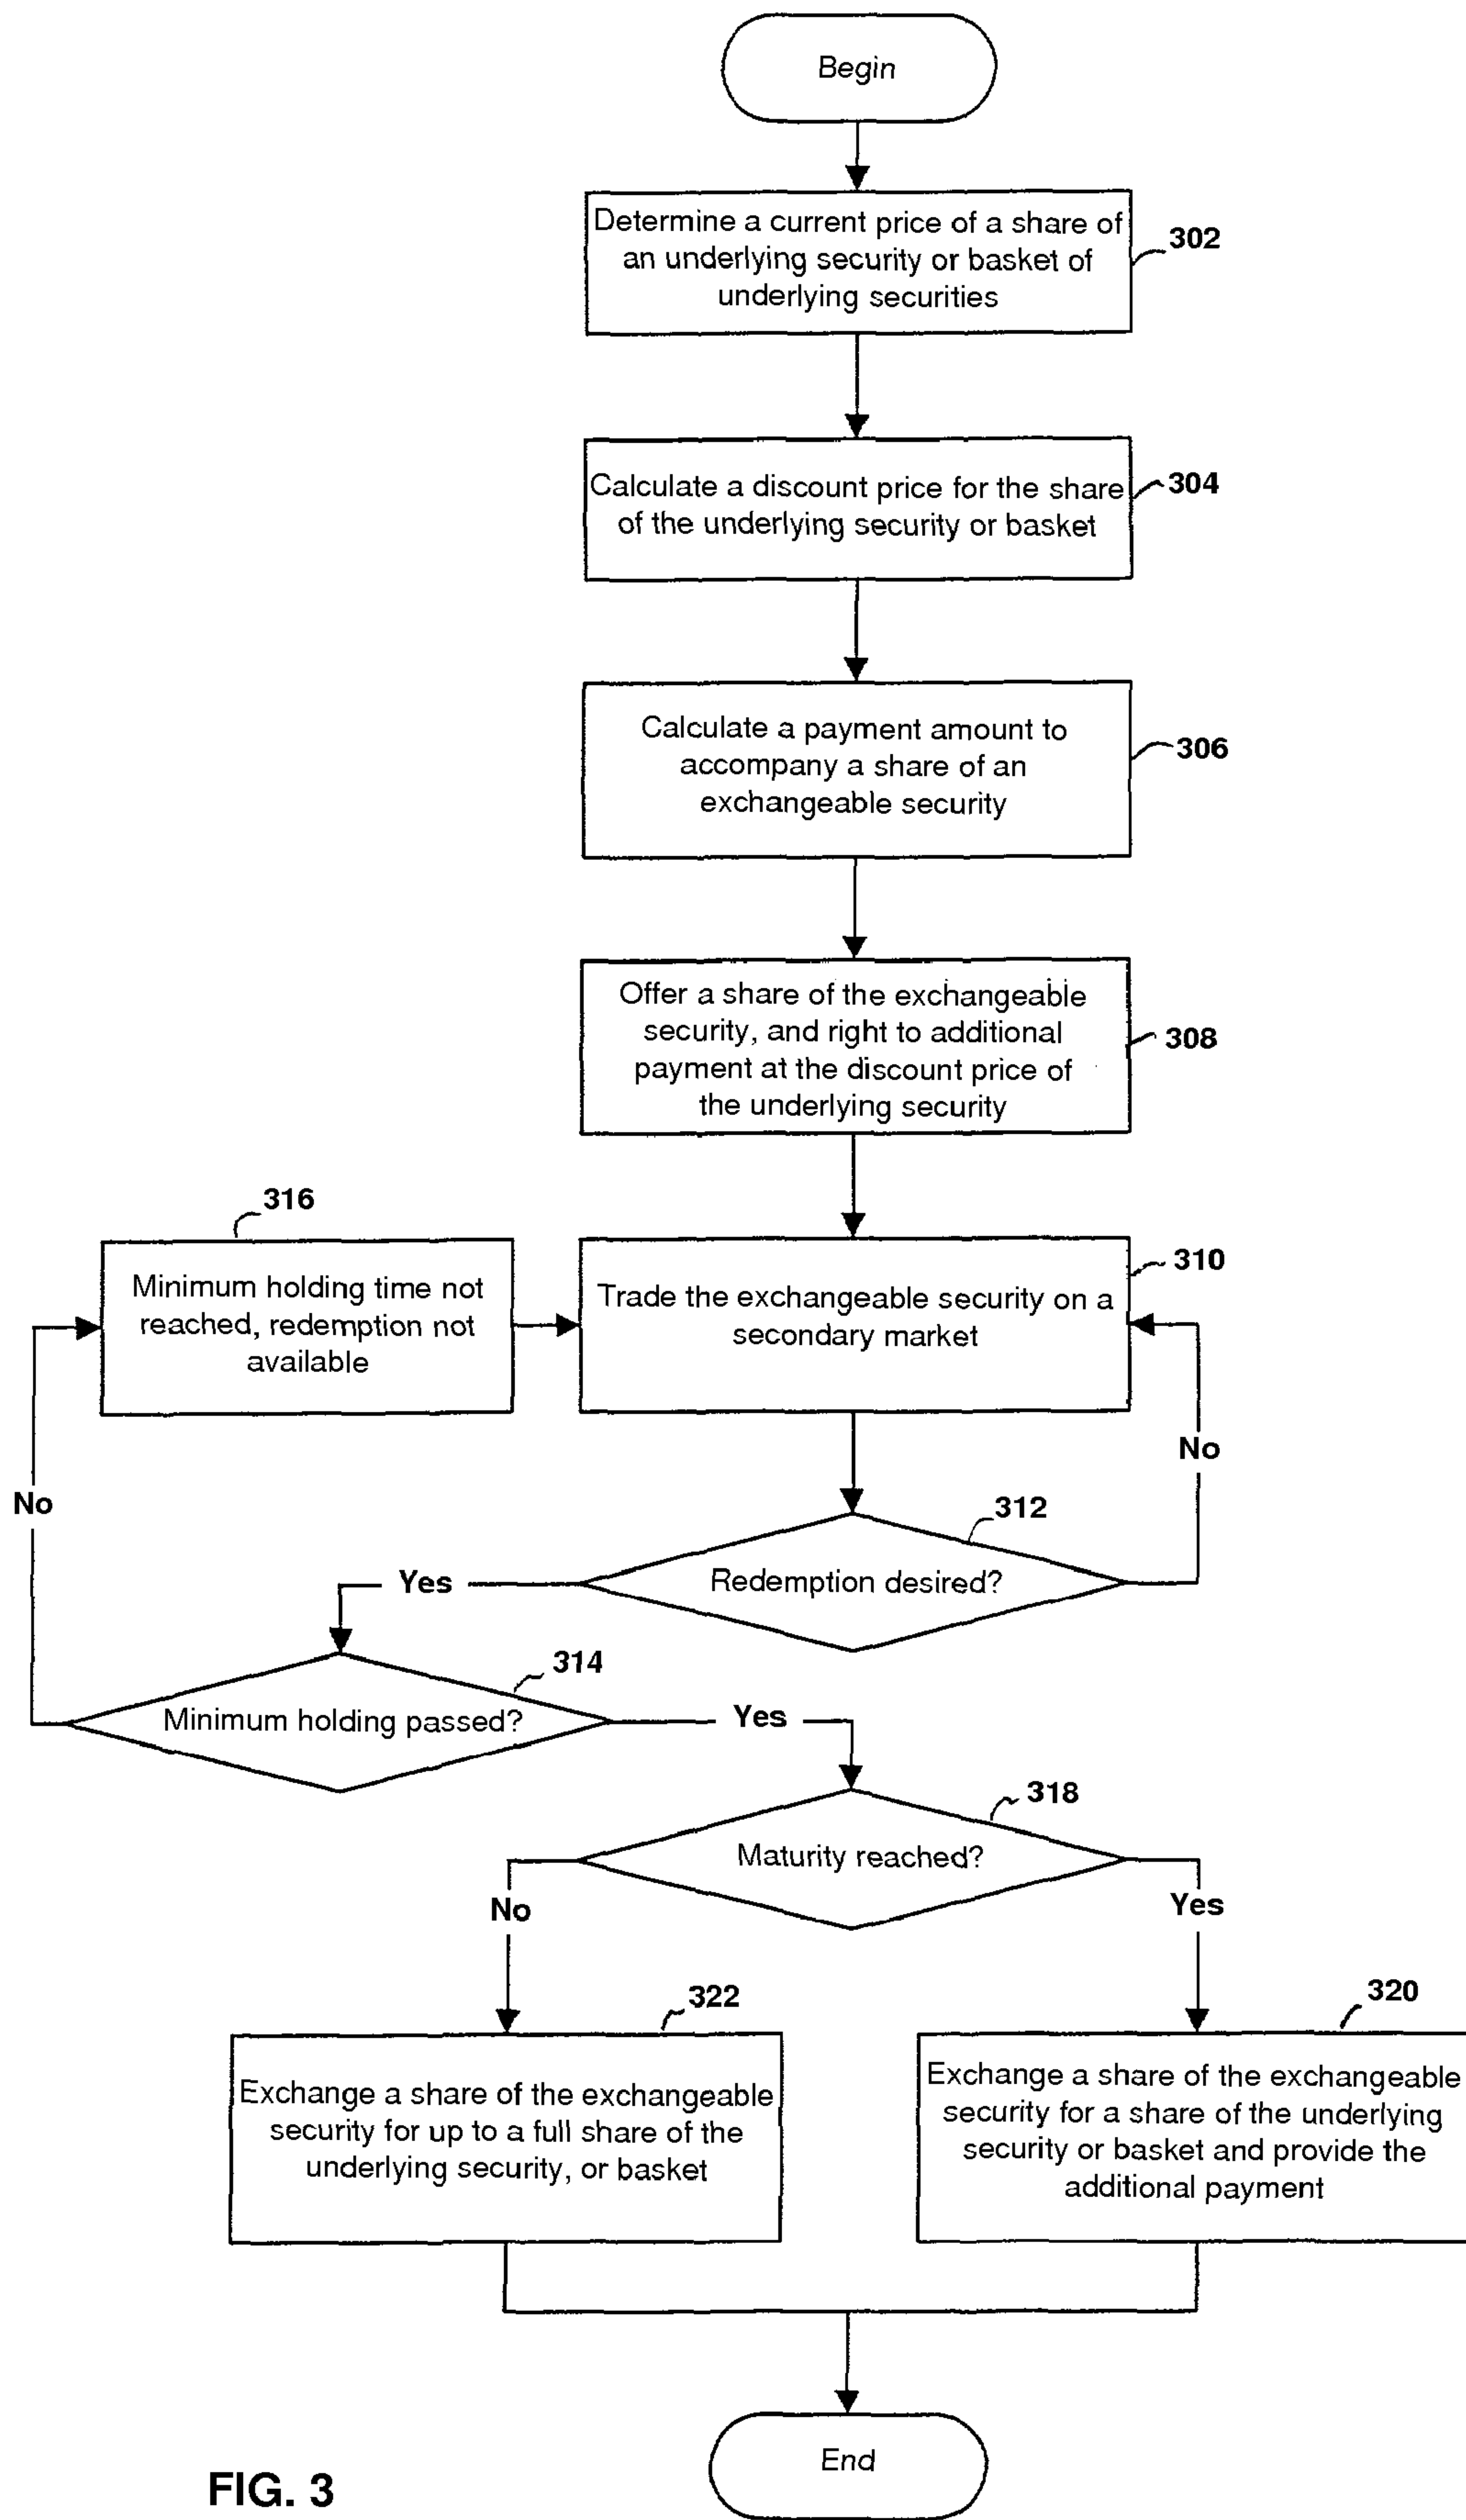 Begin
Determine a current price of a share of
an underlying security or basket of
underlying securities
302
Calculate a discount price for the share
of the underlying security or basket
304
Calculate a payment amount to
accompany a share of an
exchangeable security
306
Offer a share of the exchangeable
security, and right to additional
payment at the discount price of
the underlying security
308
316
Minimum holding time not
reached, redemption not
available
310
Trade the exchangeable security on a
secondary market
No
No
312
Redemption desired?
Yes
314
Minimum holding passed?
Yes
318
Maturity reached?
No
Yes
322
Exchange a share of the exchangeable
security for up to a full share of the
underlying security, or basket
320
Exchange a share of the exchangeable
security for a share of the underlying
security or basket and provide the
additional payment
End
FIG. 3